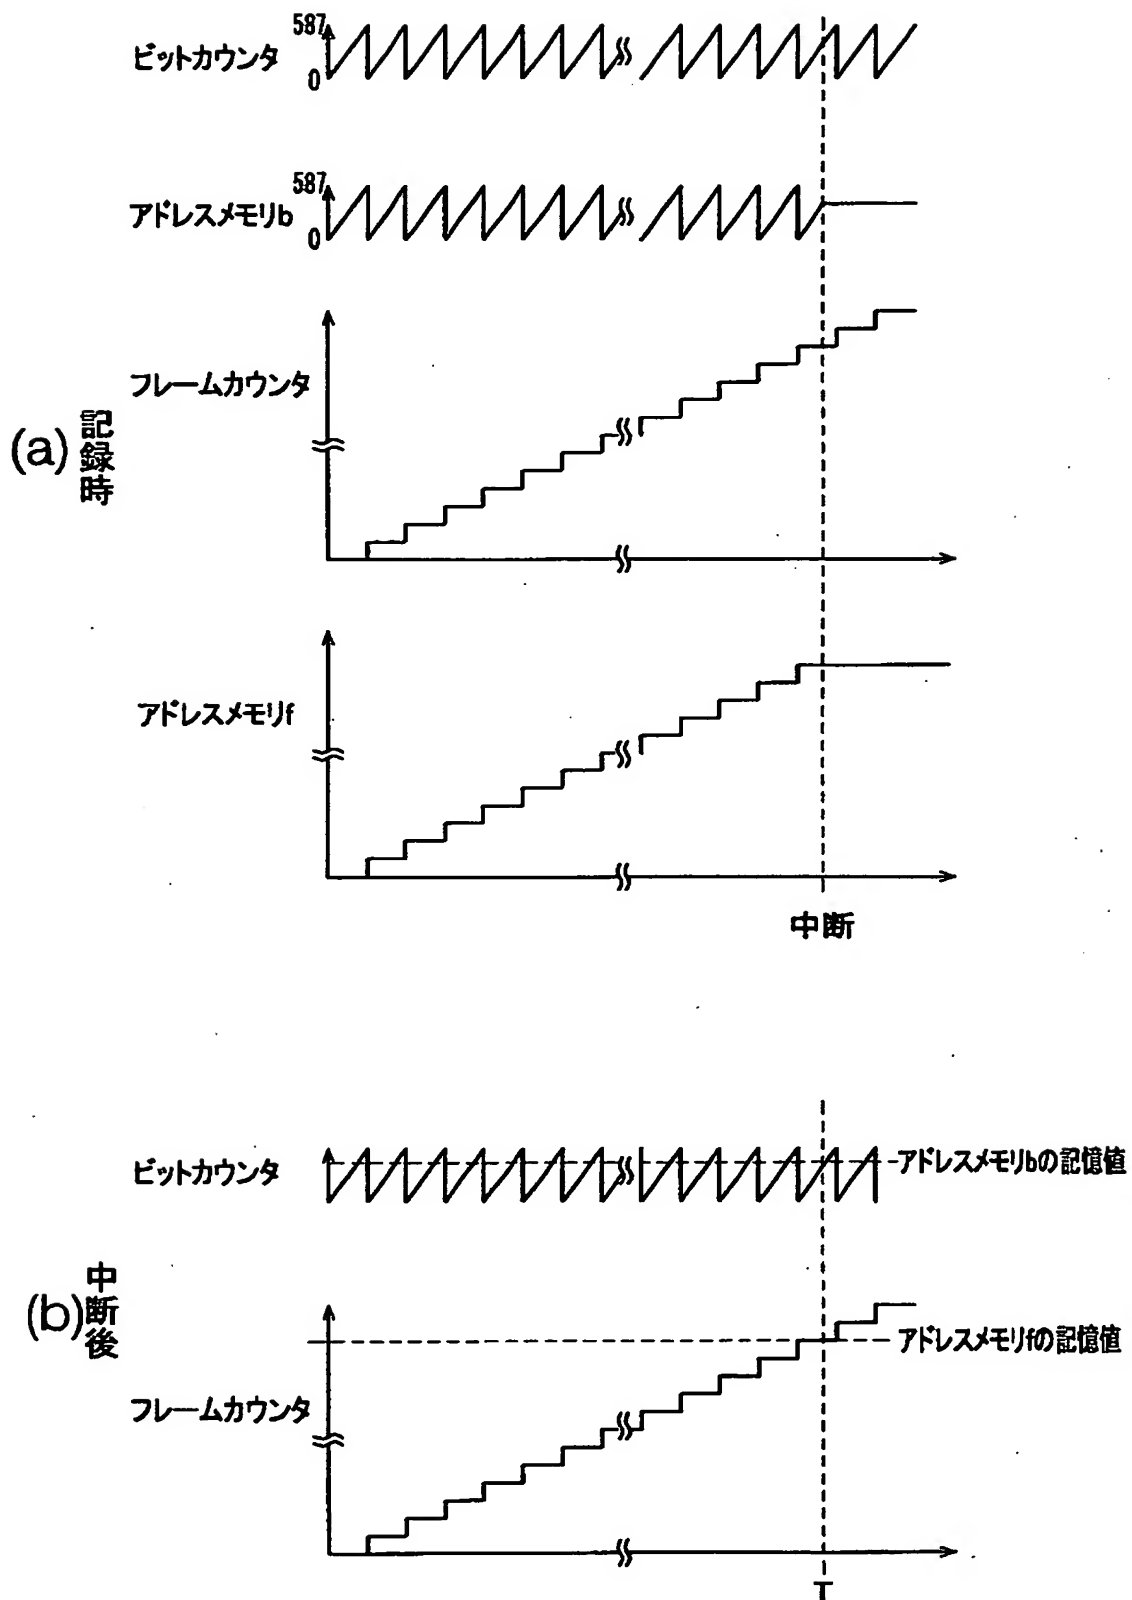 587
ビットカウンタ
0
587
アドレスメモリb
0
フレームカウンタ
(a) 記録時
アドレスメモリf
中断
ビットカウンタ
アドレスメモリbの記憶値
(b) 中断後
アドレスメモリfの記憶値
フレームカウンタ
T